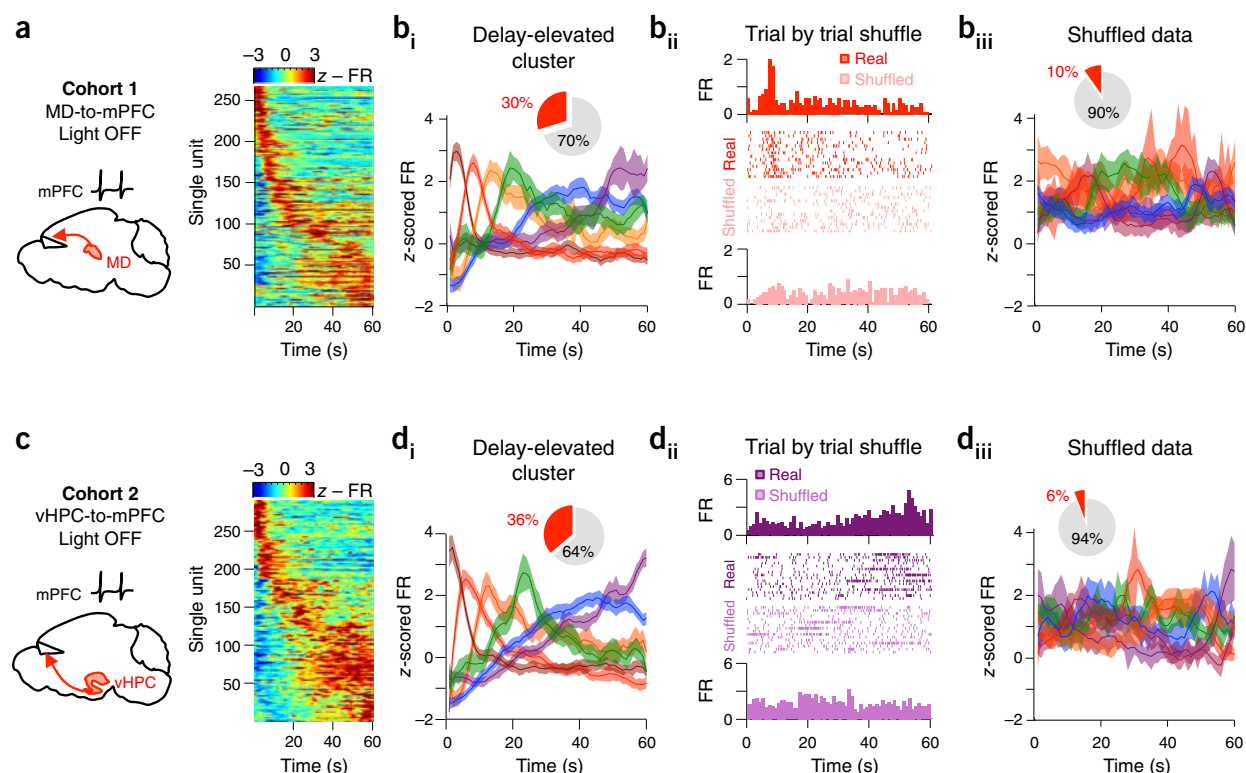 a
Cohort 1
MD-to-mPFC
Light OFF
mPFC
MD
–3 0 3
z – FR
Single unit
250
200
150
100
50
20 40 60
Time (s)
bi
Delay-elevated
cluster
30%
70%
z-scored FR
4
2
0
–2
0 20 40 60
Time (s)
bii
Trial by trial shuffle
Real
Shuffled
FR
2
0
Real
Shuffled
FR
2
0
0 20 40 60
Time (s)
biii
Shuffled data
10%
90%
z-scored FR
4
2
0
–2
0 20 40 60
Time (s)
c
Cohort 2
vHPC-to-mPFC
Light OFF
mPFC
vHPC
–3 0 3
z – FR
Single unit
250
200
150
100
50
20 40 60
Time (s)
di
Delay-elevated
cluster
36%
64%
z-scored FR
4
2
0
–2
0 20 40 60
Time (s)
dii
Trial by trial shuffle
Real
Shuffled
FR
6
0
Real
Shuffled
FR
6
0
0 20 40 60
Time (s)
diii
Shuffled data
6%
94%
z-scored FR
4
2
0
–2
0 20 40 60
Time (s)